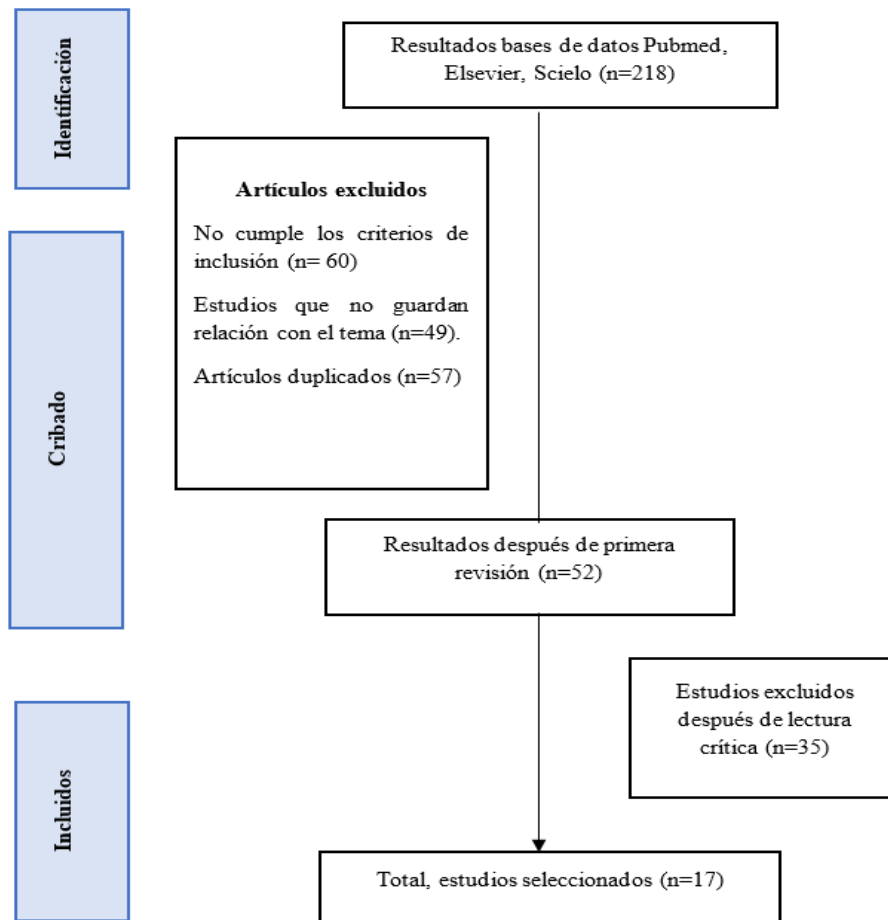 Identificación
Resultados bases de datos Pubmed,
Elsevier, Scielo (n=218)
Artículos excluidos
No cumple los criterios de
inclusión (n= 60)
Estudios que no guardan
relación con el tema (n=49).
Artículos duplicados (n=57)
Cribado
Resultados después de primera
revisión (n=52)
Estudios excluidos
después de lectura
crítica (n=35)
Incluidos
Total, estudios seleccionados (n=17)